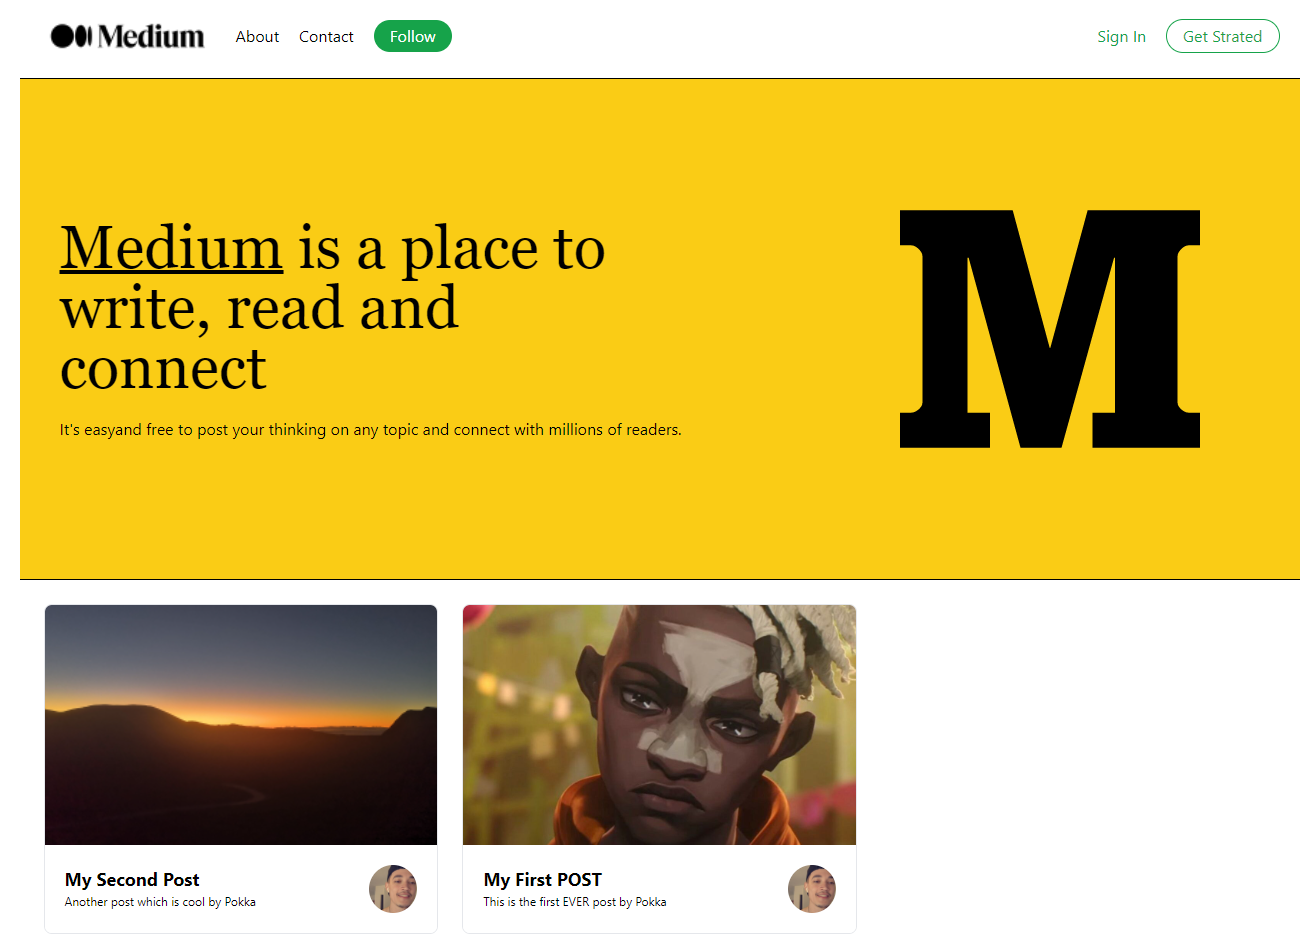 Medium About Contact Follow Sign In Get Strated
Medium is a place to
write, read and
connect
It's easyand free to post your thinking on any topic and connect with millions of readers.
M
My Second Post
Another post which is cool by Pokka
My First POST
This is the first EVER post by Pokka